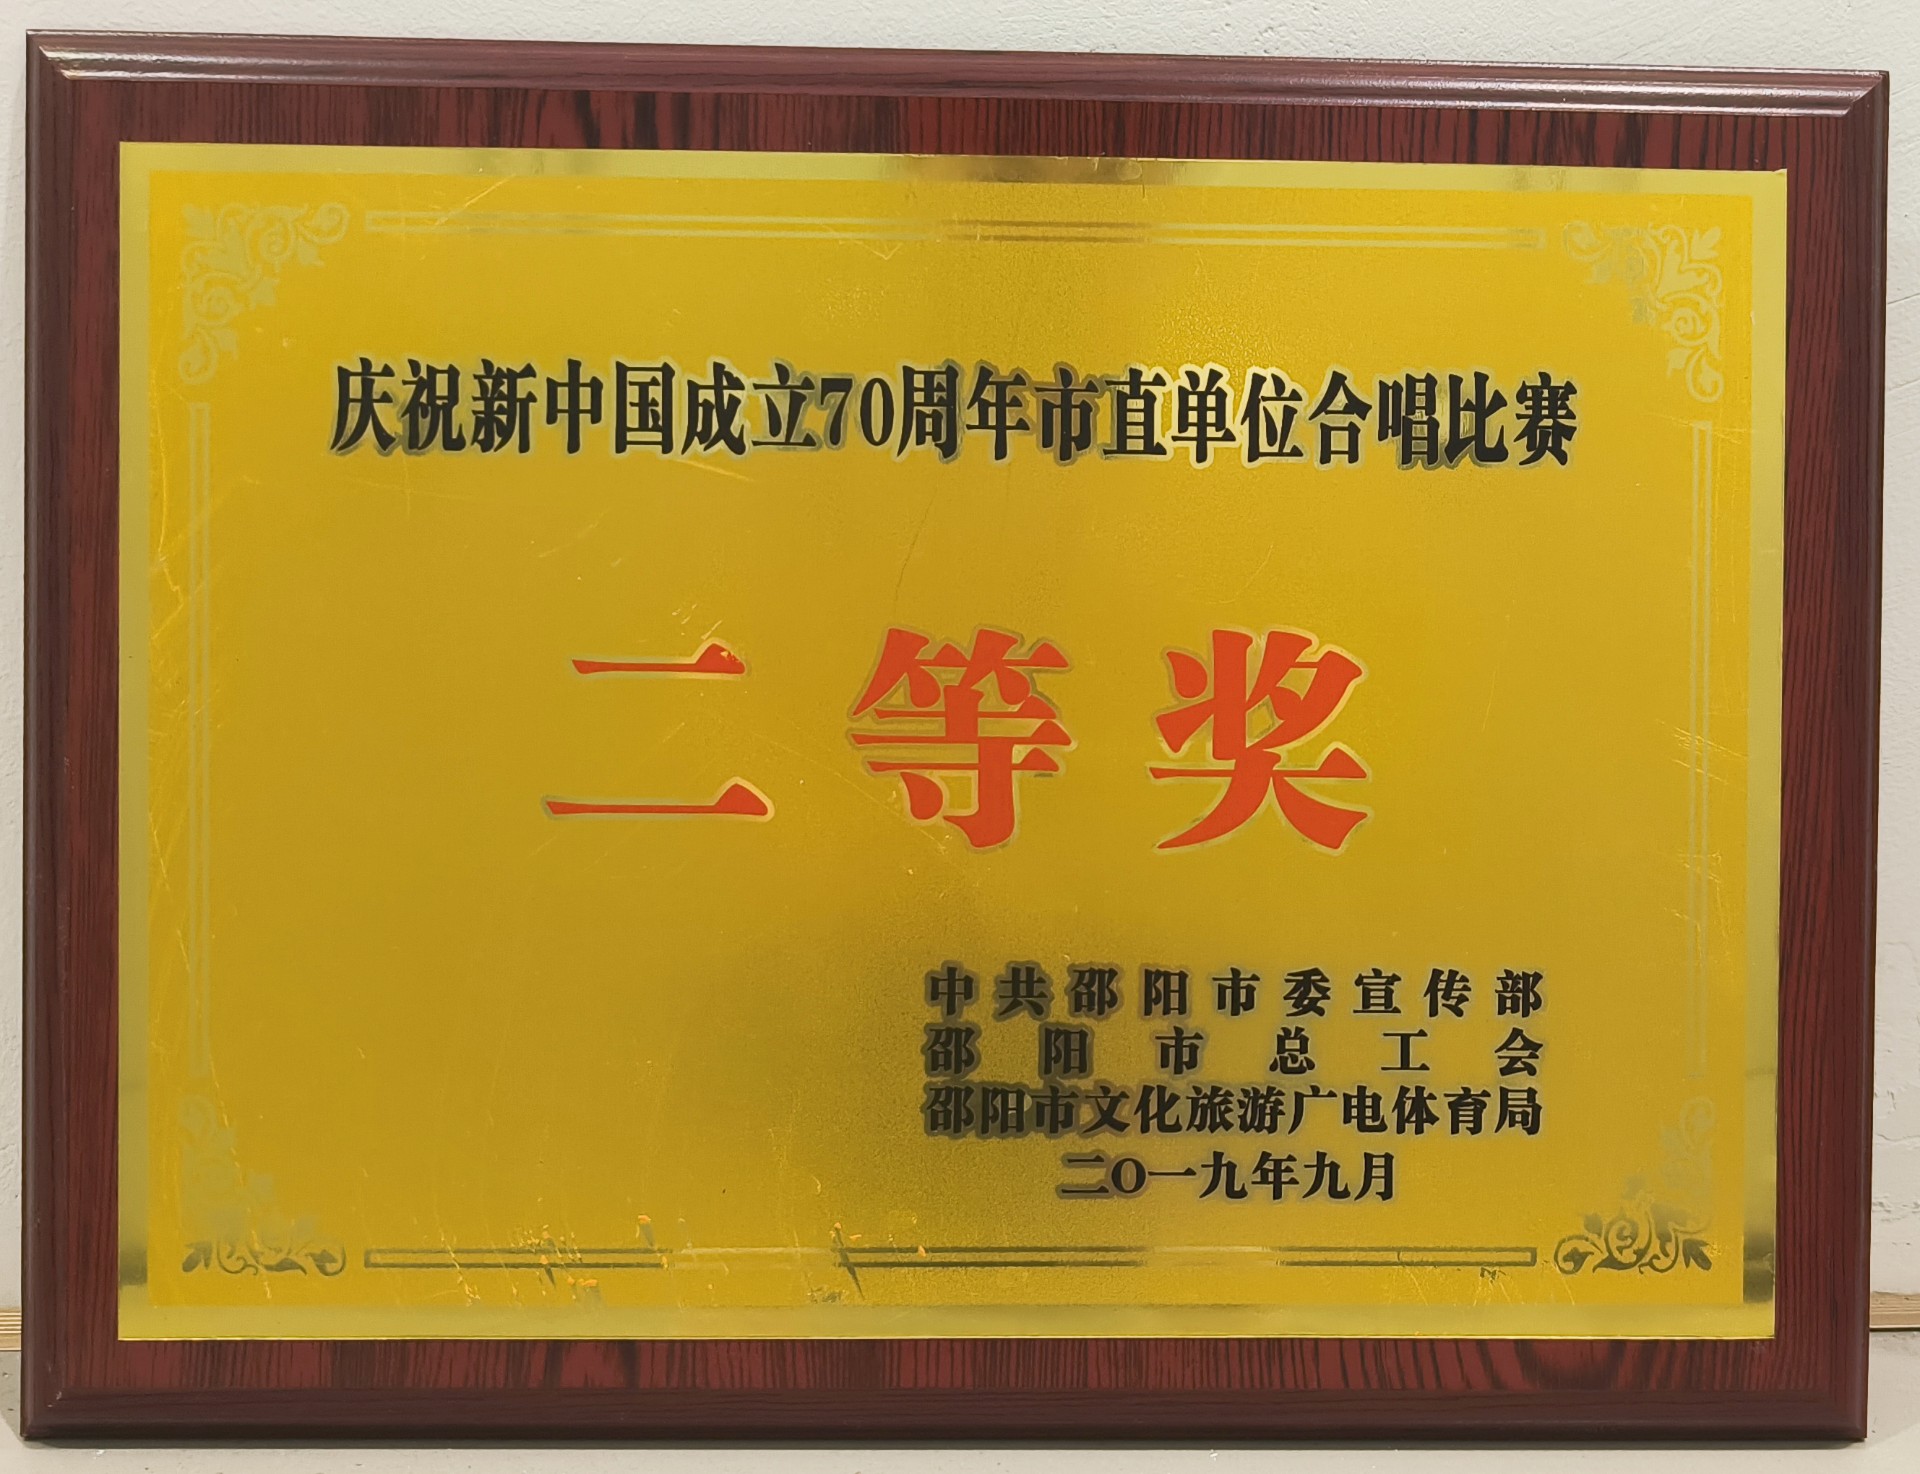 庆祝新中国成立70周年市直单位合唱比赛
二等奖
中共邵阳市委宣传部
邵阳市总工会
邵阳市文化旅游广电体育局
二O一九年九月